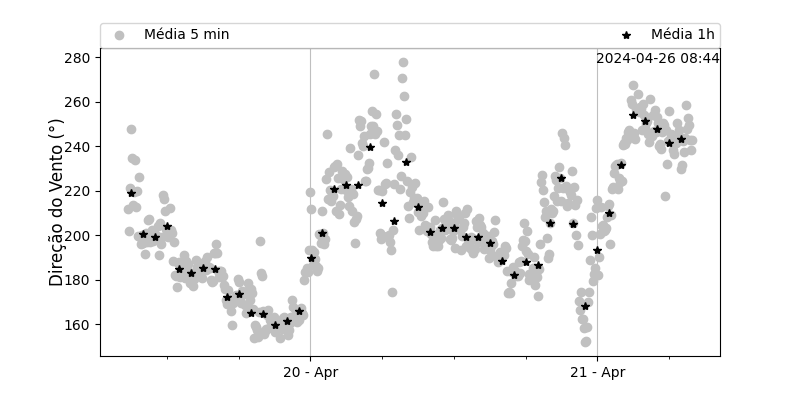 Média 5 min
Média 1h
2024-04-26 08:44
Direção do Vento (°)
280
260
240
220
200
180
160
20 - Apr
21 - Apr